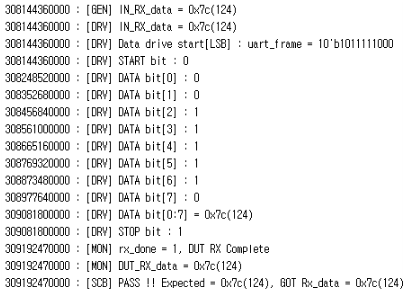 308144360000 : [GEN] IN_RX_data = 0x7c(124)
308144360000 : [DRV] IN_RX_data = 0x7c(124)
308144360000 : [DRV] Data drive start[LSB] : uart_frame = 10'b1011111000
308144360000 : [DRV] START bit : 0
308248520000 : [DRV] DATA bit[0] : 0
308352680000 : [DRV] DATA bit[1] : 0
308456840000 : [DRV] DATA bit[2] : 1
308561000000 : [DRV] DATA bit[3] : 1
308665160000 : [DRV] DATA bit[4] : 1
308769320000 : [DRV] DATA bit[5] : 1
308873480000 : [DRV] DATA bit[6] : 1
308977640000 : [DRV] DATA bit[7] : 0
309081800000 : [DRV] DATA bit[0:7] = 0x7c(124)
309081800000 : [DRV] STOP bit : 1
309192470000 : [MON] rx_done = 1, DUT RX Complete
309192470000 : [MON] DUT_RX_data = 0x7c(124)
309192470000 : [SCB] PASS !! Expected = 0x7c(124), GOT Rx_data = 0x7c(124)